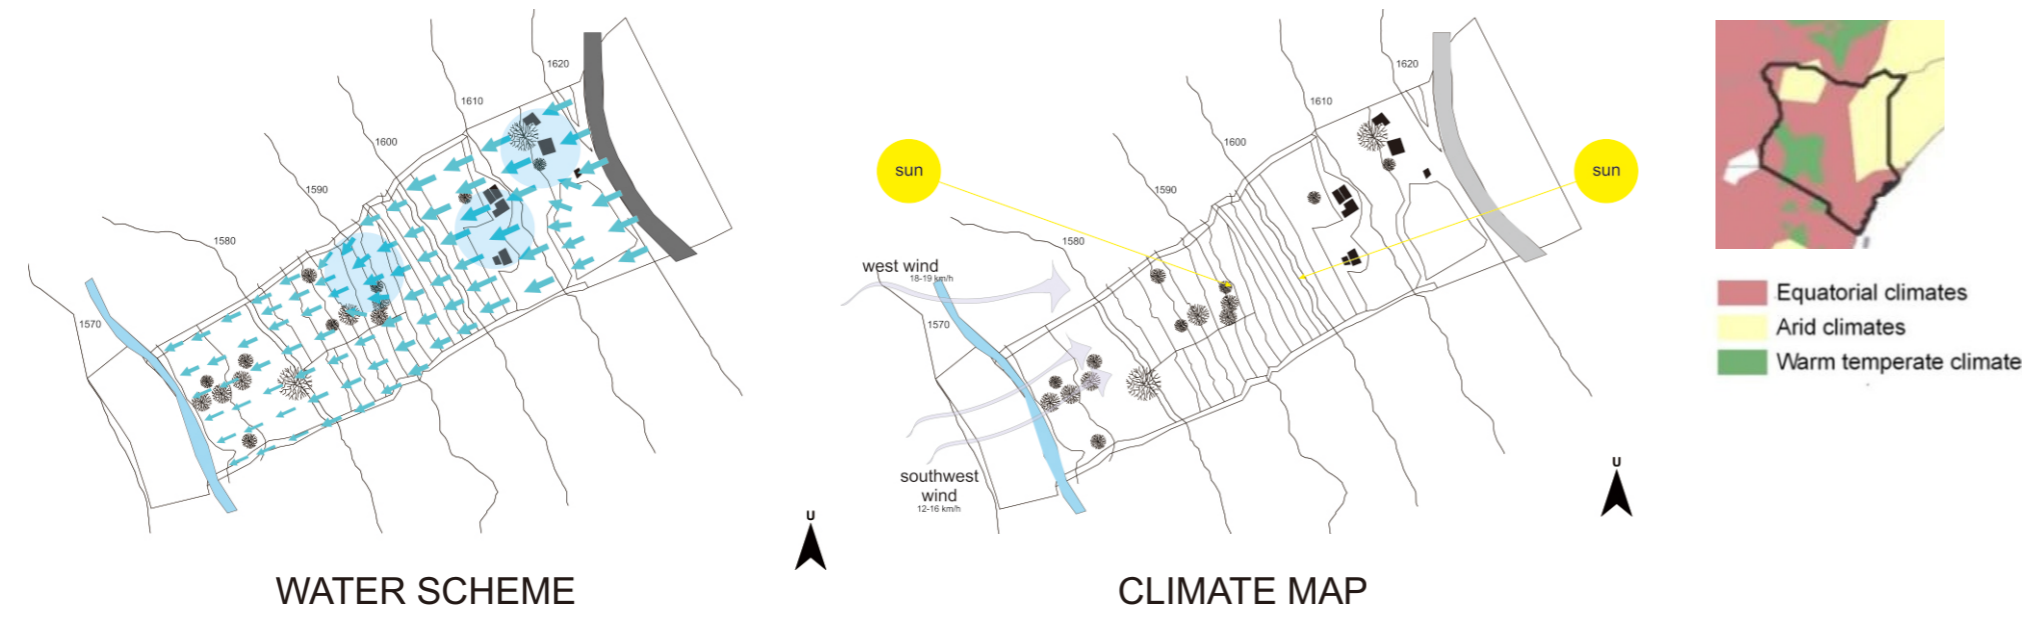 1620
1610
1600
1590
1580
1570
U
WATER SCHEME
1620
1610
1600
1590
1580
1570
sun
sun
west wind
18-19 km/h
southwest
wind
12-16 km/h
U
CLIMATE MAP
Equatorial climates
Arid climates
Warm temperate climate